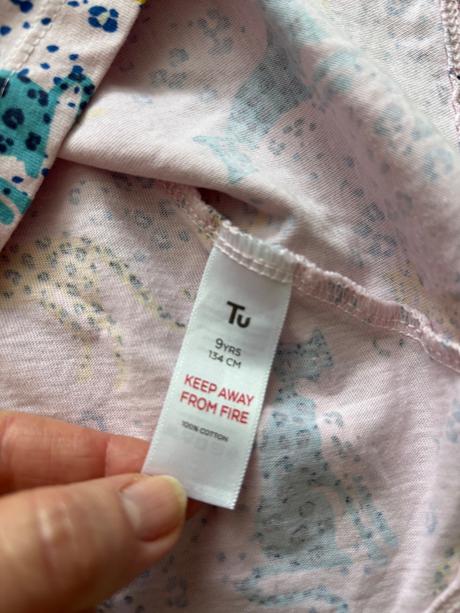 Tu
9YRS
134 CM
KEEP AWAY
FROM FIRE
100% COTTON